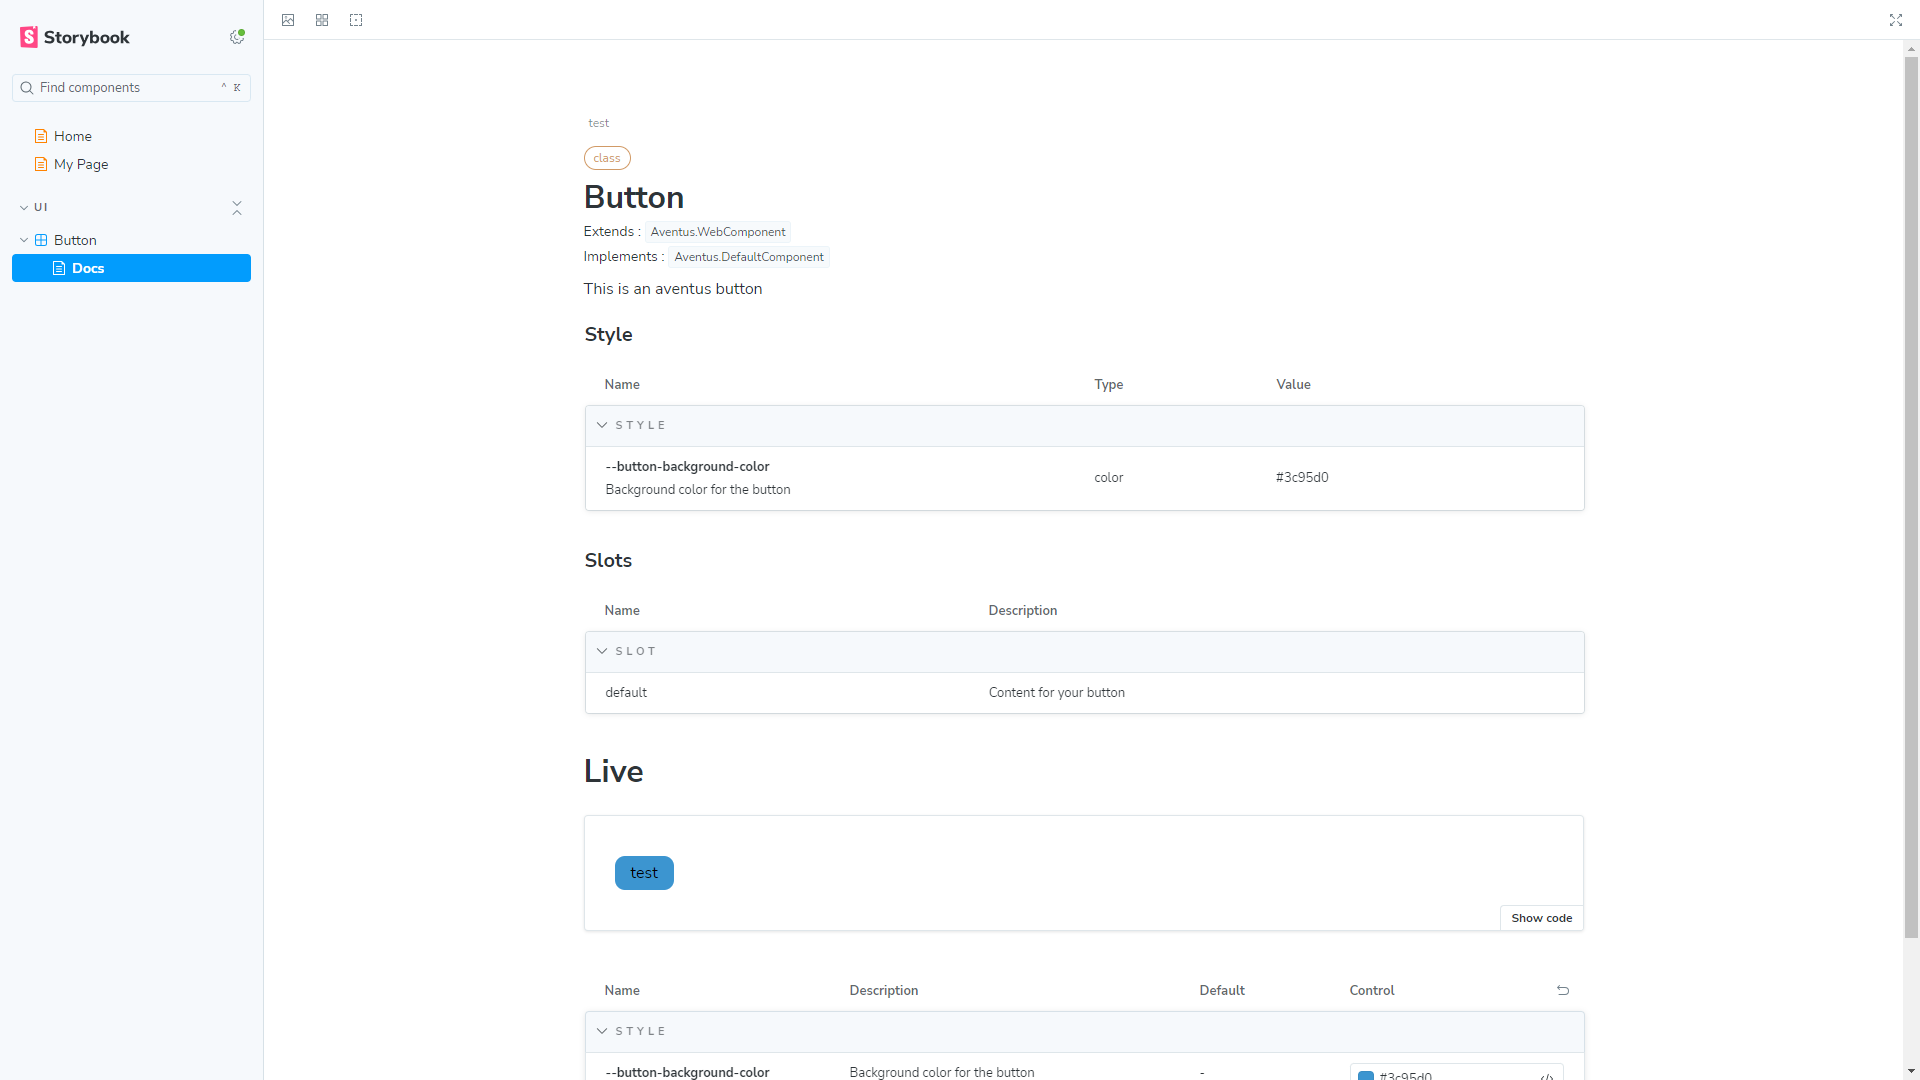 Storybook
Find components
^ K
Home
My Page
UI
Button
Docs
test
class
Button
Extends : Aventus.WebComponent
Implements : Aventus.DefaultComponent
This is an aventus button
Style
Name Type Value
STYLE
--button-background-color
Background color for the button
color
#3c95d0
Slots
Name Description
SLOT
default Content for your button
Live
test
Show code
Name Description Default Control
STYLE
--button-background-color Background color for the button - #3c95d0